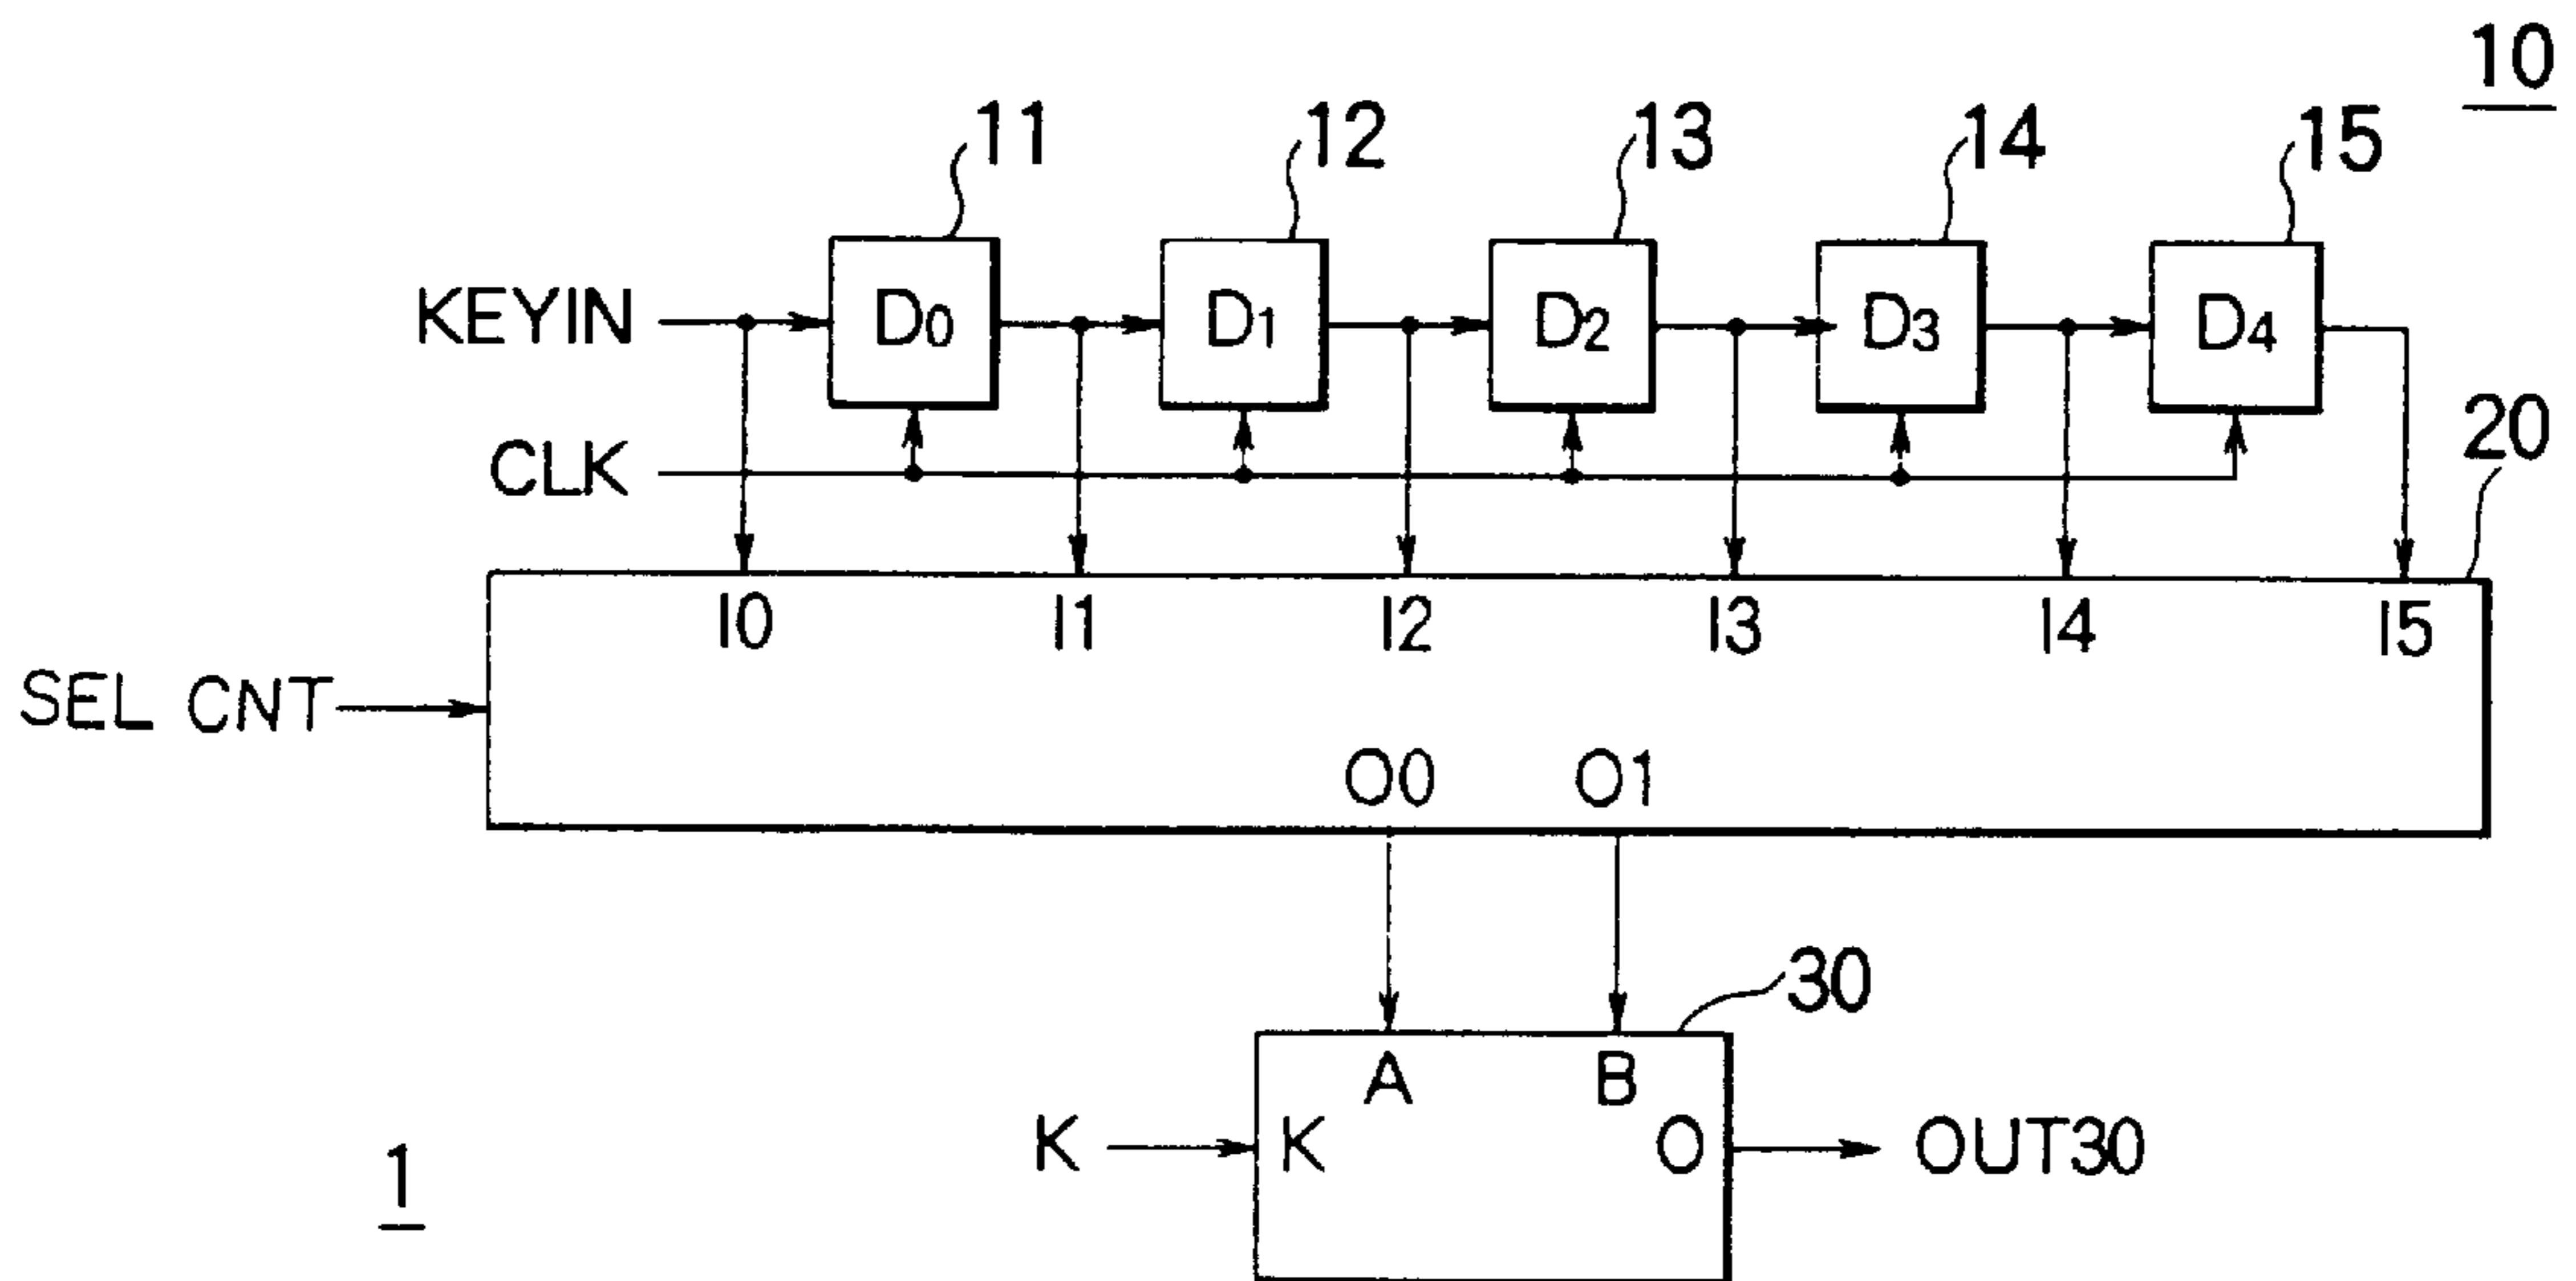 10
11 12 13 14 15
KEYIN D0 D1 D2 D3 D4
CLK 20
I0 I1 I2 I3 I4 I5
SEL CNT
O0 O1
30
A B
K K O OUT30
1